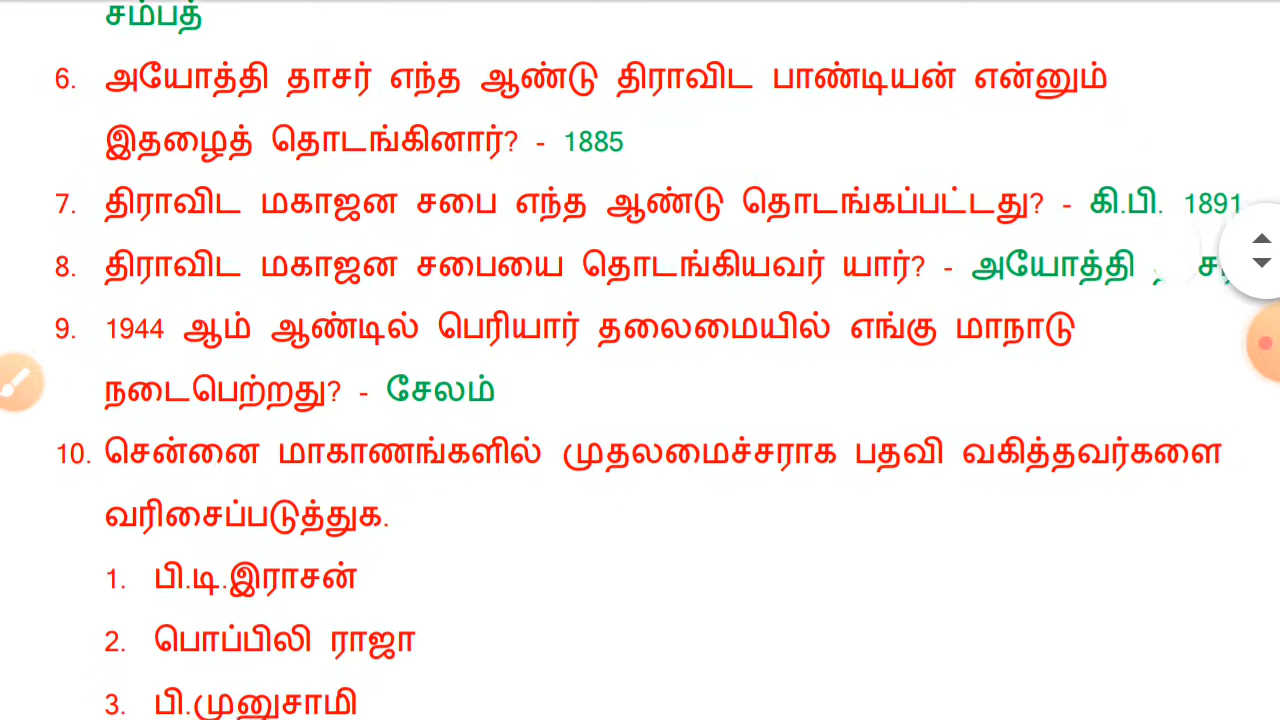 சம்பத்
6. அயோத்தி தாசர் எந்த ஆண்டு திராவிட பாண்டியன் என்னும்
இதழைத் தொடங்கினார்? - 1885
7. திராவிட மகாஜன சபை எந்த ஆண்டு தொடங்கப்பட்டது? - கி.பி. 1891
8. திராவிட மகாஜன சபையை தொடங்கியவர் யார்? - அயோத்தி
9. 1944 ஆம் ஆண்டில் பெரியார் தலைமையில் எங்கு மாநாடு
நடைபெற்றது? - சேலம்
10. சென்னை மாகாணங்களில் முதலமைச்சராக பதவி வகித்தவர்களை
வரிசைப்படுத்துக.
1. பி.டி.இராசன்
2. பொப்பிலி ராஜா
3. பி.முனுசாமி